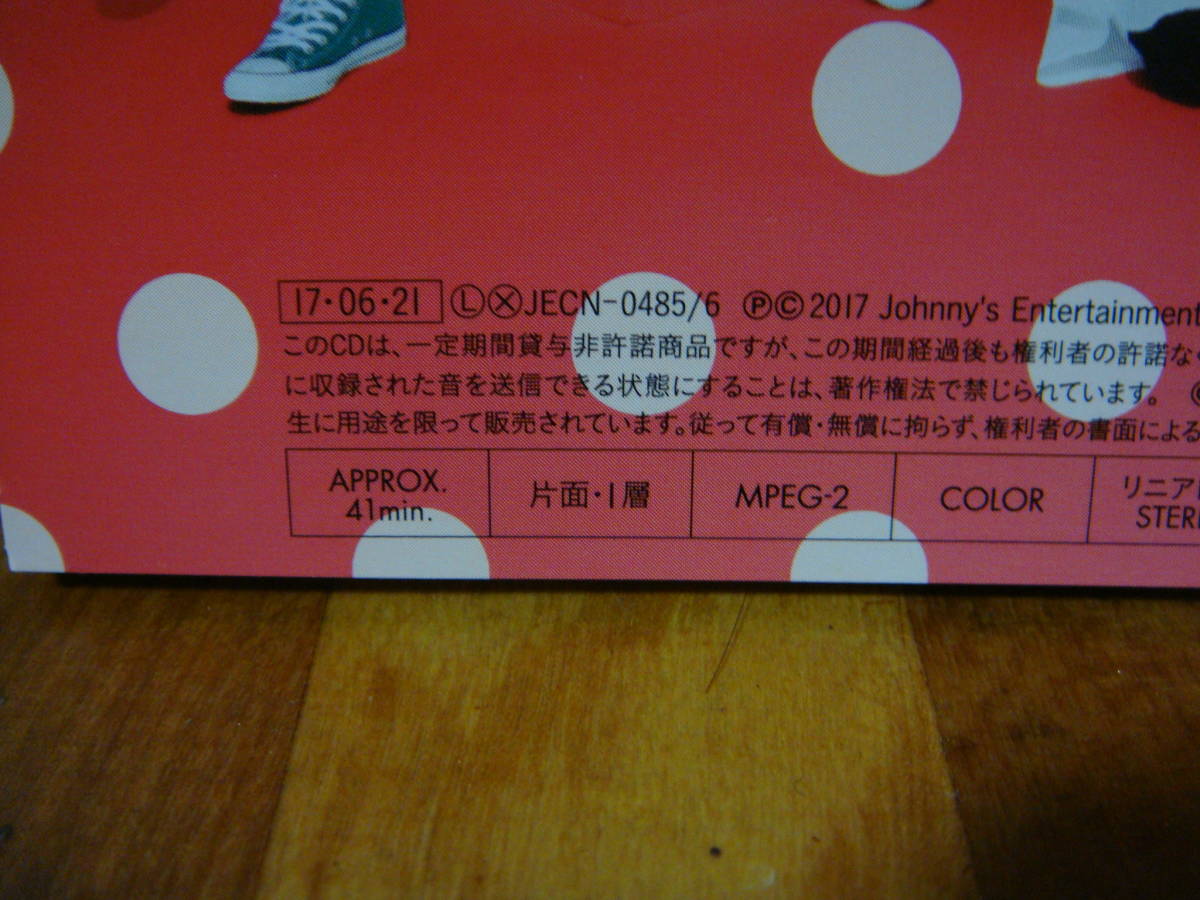 17・06・21 ⓁⓍJECN-0485/6 Ⓟ©2017 Johnny's Entertainment
このCDは、一定期間貸与非許諾商品ですが、この期間経過後も権利者の許諾な
に収録された音を送信できる状態にすることは、著作権法で禁じられています。
生に用途を限って販売されています。従って有償・無償に拘らず、権利者の書面による
APPROX. 41min. 片面・1層 MPEG-2 COLOR リニア STER